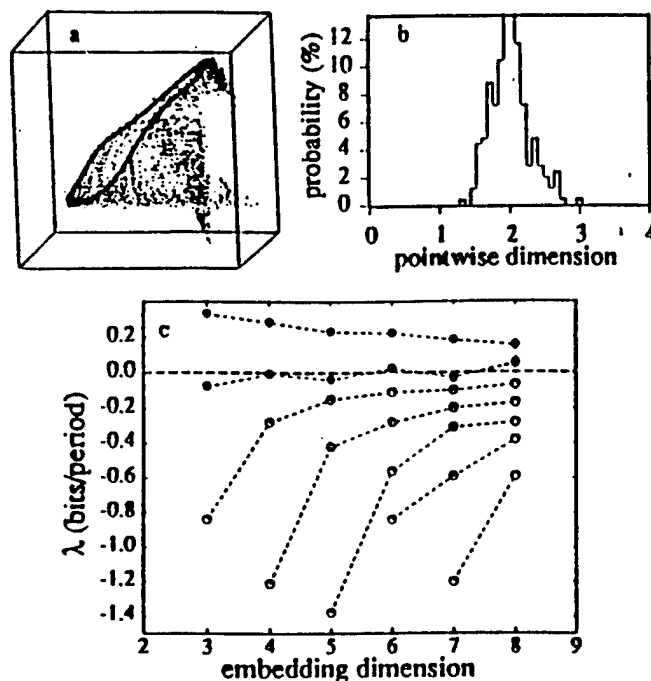 a
b
probability (%)
12
10
8
6
4
2
0
0 1 2 3 4
pointwise dimension
c
λ (bits/period)
0.2
0.0
-0.2
-0.4
-0.6
-0.8
-1.0
-1.2
-1.4
2 3 4 5 6 7 8 9
embedding dimension